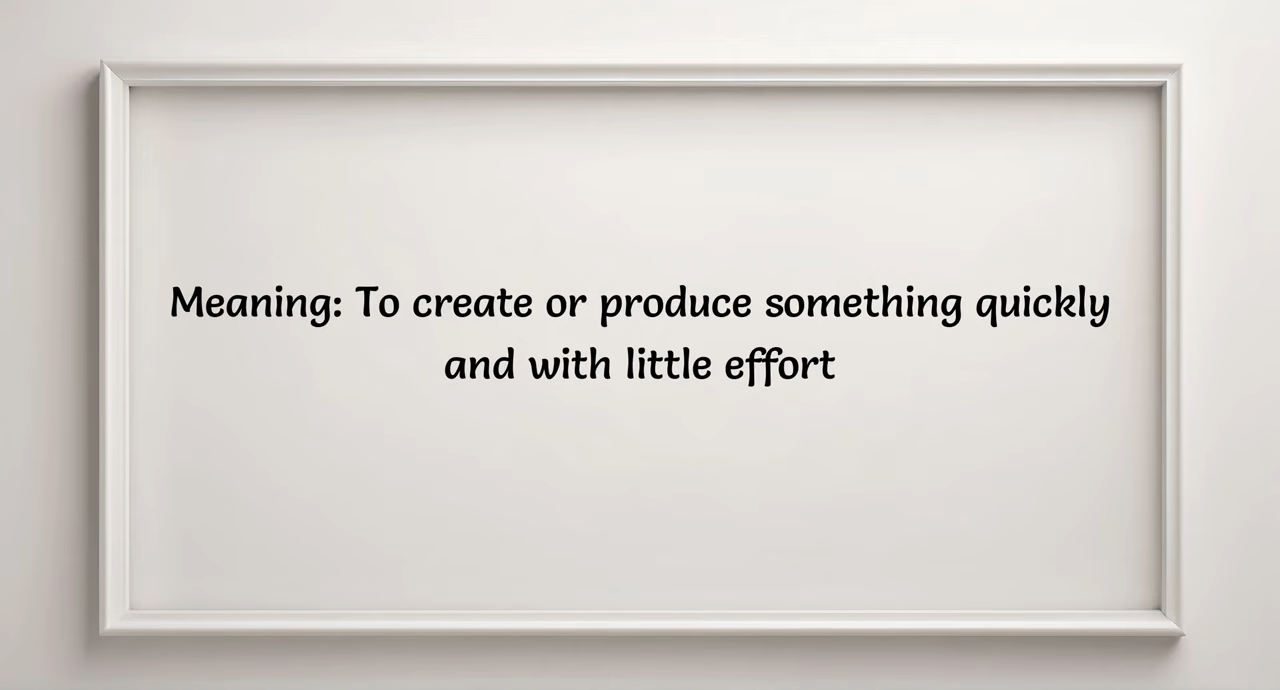 Meaning: To create or produce something quickly
and with little effort